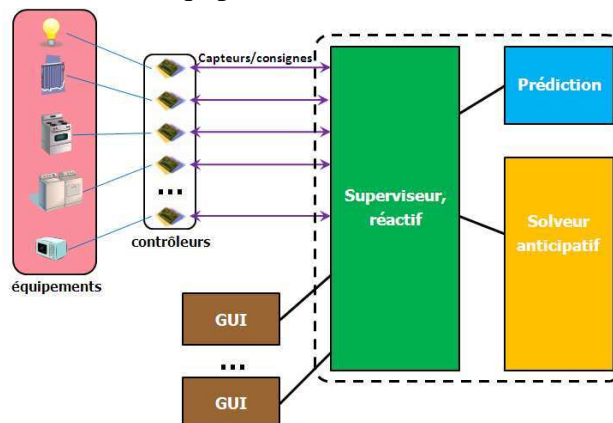 Capteurs/consignes
Prédiction
Superviseur,
réactif
Solveur
anticipatif
...
contrôleurs
équipements
GUI
...
GUI